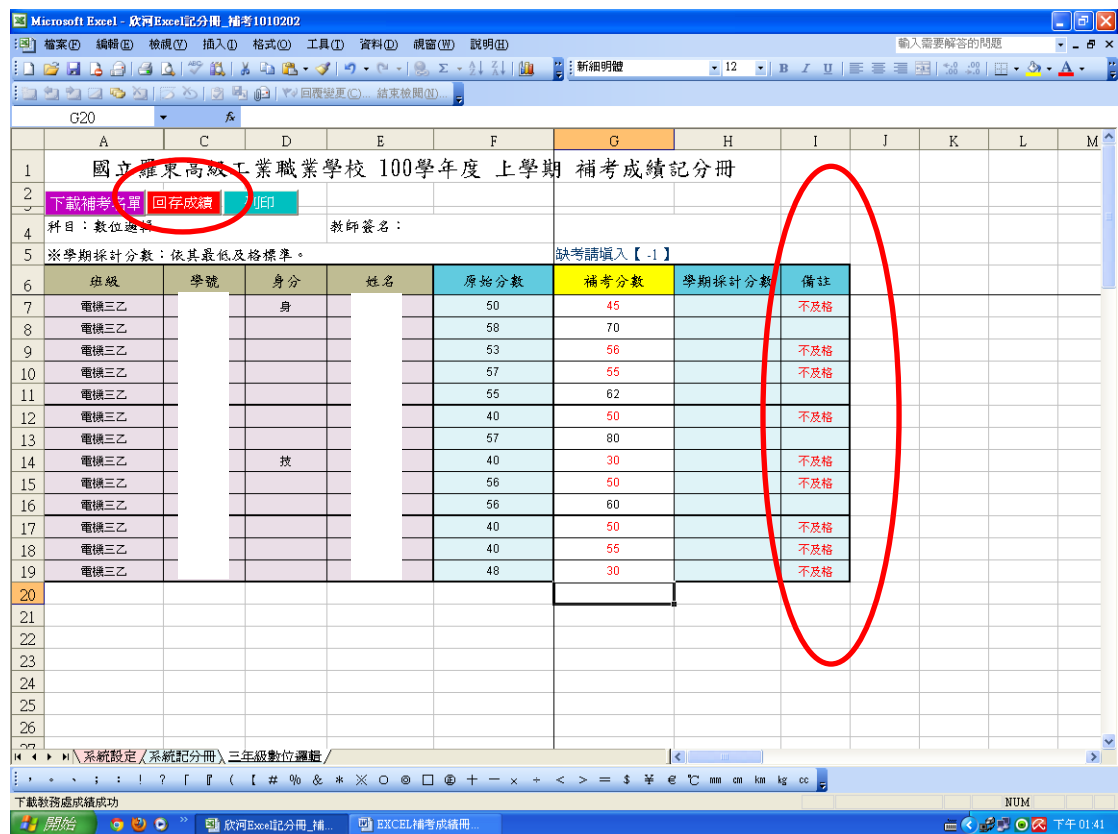 Microsoft Excel - 欣河Excel記分冊_補考1010202
檔案(F) 編輯(E) 檢視(V) 插入(I) 格式(O) 工具(T) 資料(D) 視窗(W) 說明(H) 輸入需要解答的問題
新細明體 12 B I U
回覆變更(C)... 結束檢閱(N)...
G20 fx
A C D E F G H I J K L M
1 國立羅東高級工業職業學校 100學年度 上學期 補考成績記分冊
2 下載補考名單 回存成績 列印
4 科目：數位邏輯 教師簽名：
5 ※學期採計分數：依其最低及格標準。 缺考請填入【 -1 】
6 班級 學號 身分 姓名 原始分數 補考分數 學期採計分數 備註
7 電機三乙 身 50 45 不及格
8 電機三乙 58 70
9 電機三乙 53 56 不及格
10 電機三乙 57 55 不及格
11 電機三乙 55 62
12 電機三乙 40 50 不及格
13 電機三乙 57 80
14 電機三乙 技 40 30 不及格
15 電機三乙 56 50 不及格
16 電機三乙 56 60
17 電機三乙 40 50 不及格
18 電機三乙 40 55 不及格
19 電機三乙 48 30 不及格
20
21
22
23
24
25
26
27
系統設定 系統記分冊 三年級數位邏輯
， 。 、 ； ： ！ ？ 「 『 （ 【 # % & * ※ ○ ◎ □ ⊕ ＋ － × ÷ ＜ ＞ ＝ $ ￥ € ℃ mm cm km kg cc
下載教務處成績成功 NUM
開始 欣河Excel記分冊_補... EXCEL補考成績冊... 下午 01:41